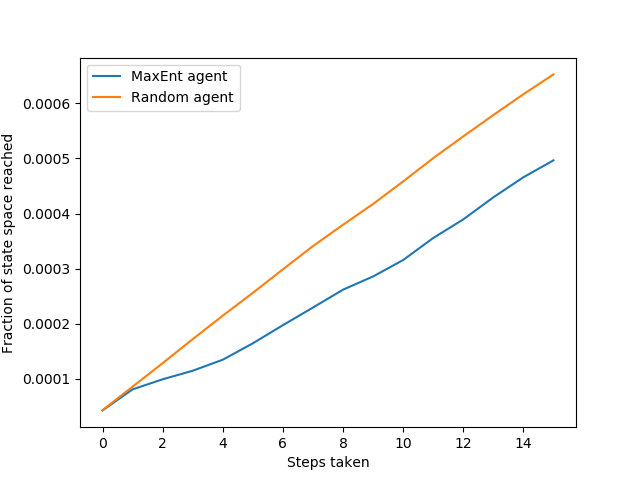 MaxEnt agent
Random agent
0.0006
0.0005
0.0004
0.0003
0.0002
0.0001
Fraction of state space reached
0 2 4 6 8 10 12 14
Steps taken